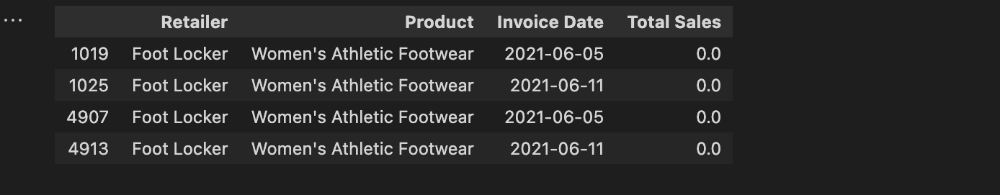 ...
Retailer Product Invoice Date Total Sales
1019 Foot Locker Women's Athletic Footwear 2021-06-05 0.0
1025 Foot Locker Women's Athletic Footwear 2021-06-11 0.0
4907 Foot Locker Women's Athletic Footwear 2021-06-05 0.0
4913 Foot Locker Women's Athletic Footwear 2021-06-11 0.0